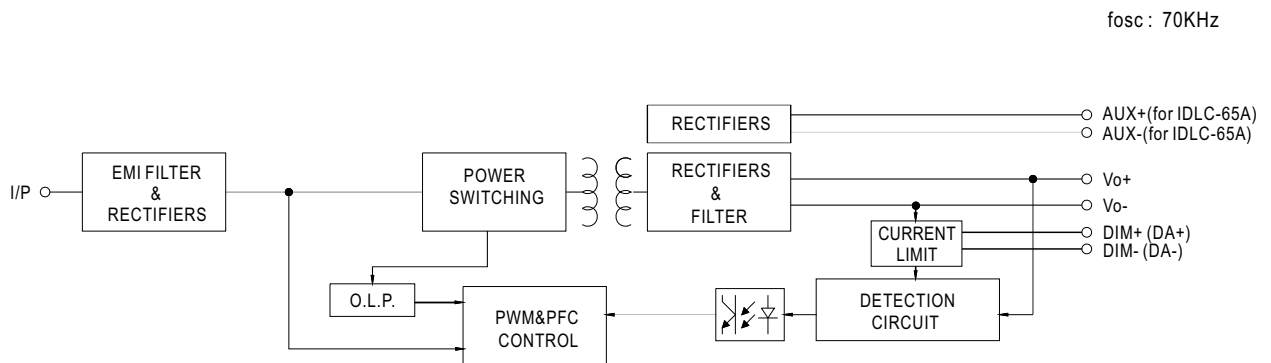 fosc : 70KHz
RECTIFIERS
AUX+(for IDLC-65A)
AUX-(for IDLC-65A)
I/P
EMI FILTER
&
RECTIFIERS
POWER
SWITCHING
RECTIFIERS
&
FILTER
Vo+
Vo-
CURRENT
LIMIT
DIM+ (DA+)
DIM- (DA-)
O.L.P.
PWM&PFC
CONTROL
DETECTION
CIRCUIT